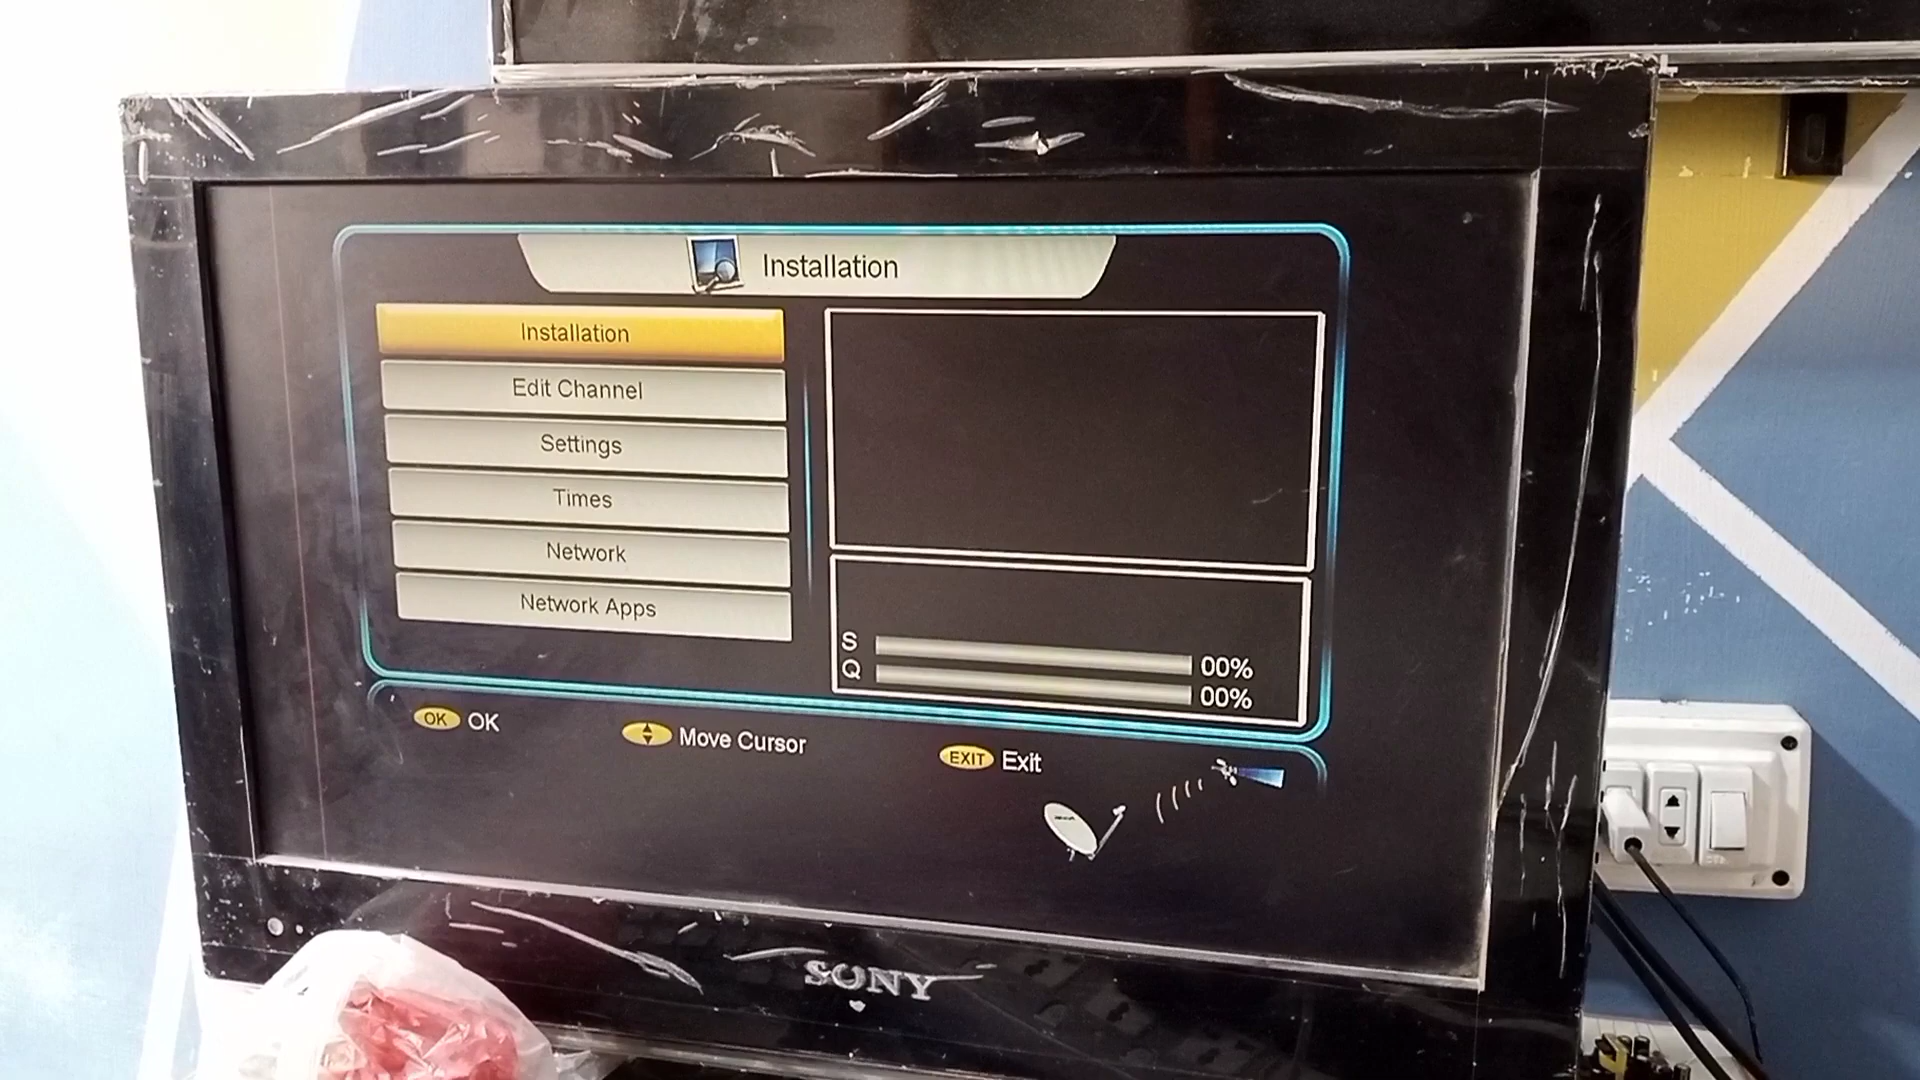 Installation
Installation
Edit Channel
Settings
Times
Network
Network Apps
S 00%
Q 00%
OK OK
Move Cursor
EXIT Exit
SONY